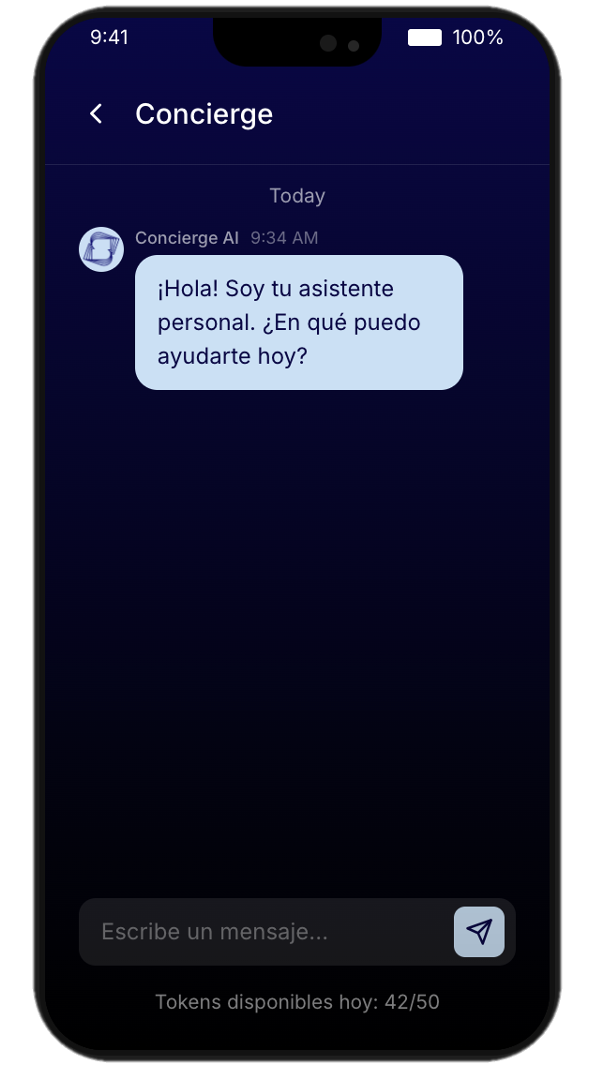 9:41 100%
Concierge
Today
Concierge AI 9:34 AM
¡Hola! Soy tu asistente
personal. ¿En qué puedo
ayudarte hoy?
Escribe un mensaje...
Tokens disponibles hoy: 42/50